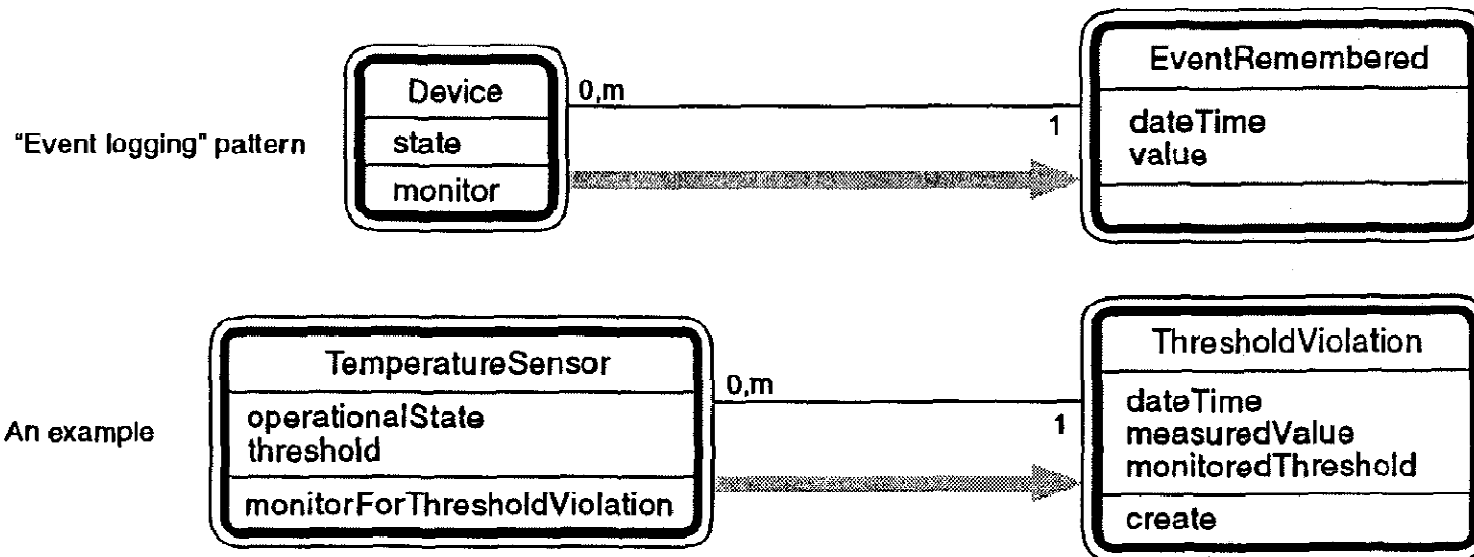 "Event logging" pattern
Device
state
monitor
0,m
1
EventRemembered
dateTime
value
An example
TemperatureSensor
operationalState
threshold
monitorForThresholdViolation
0,m
1
ThresholdViolation
dateTime
measuredValue
monitoredThreshold
create